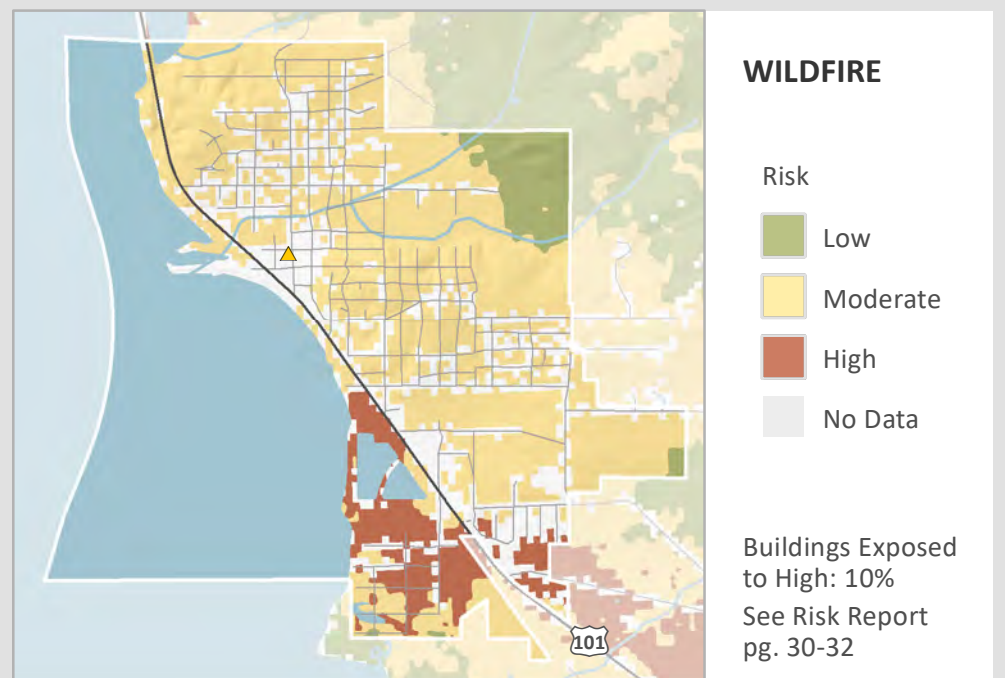 WILDFIRE
Risk
Low
Moderate
High
No Data
Buildings Exposed
to High: 10%
See Risk Report
pg. 30-32
101